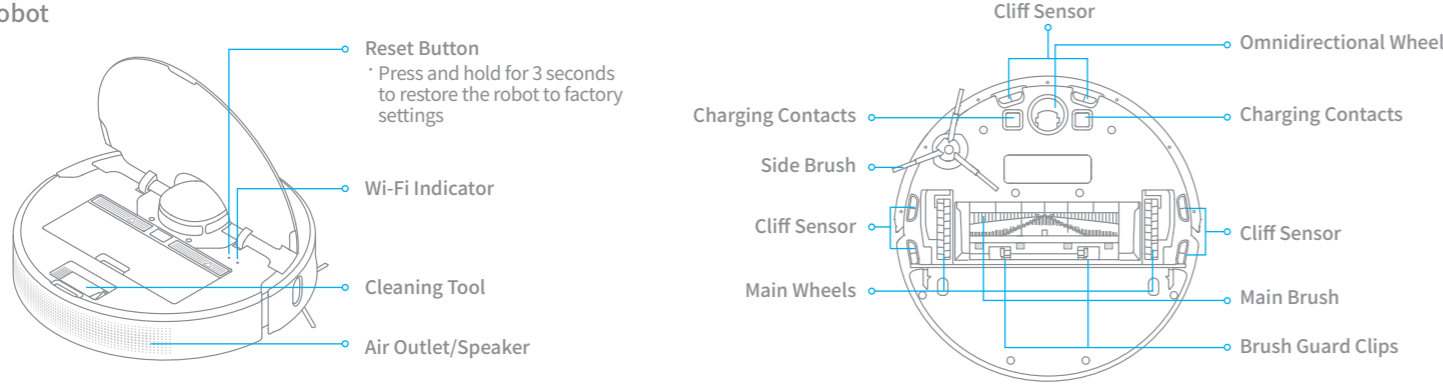 obot
Reset Button
· Press and hold for 3 seconds
to restore the robot to factory
settings
Wi-Fi Indicator
Cleaning Tool
Air Outlet/Speaker
Cliff Sensor
Omnidirectional Wheel
Charging Contacts
Charging Contacts
Side Brush
Cliff Sensor
Cliff Sensor
Main Wheels
Main Brush
Brush Guard Clips